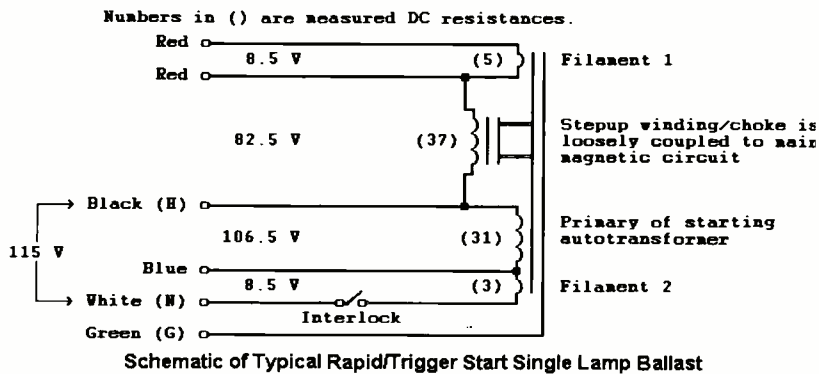 Numbers in () are measured DC resistances.
Red
8.5 V (5) Filament 1
Red
82.5 V (37) Stepup winding/choke is
loosely coupled to main
magnetic circuit
Black (H)
106.5 V (31) Primary of starting
autotransformer
115 V
Blue
8.5 V (3) Filament 2
White (N)
Interlock
Green (G)
Schematic of Typical Rapid/Trigger Start Single Lamp Ballast